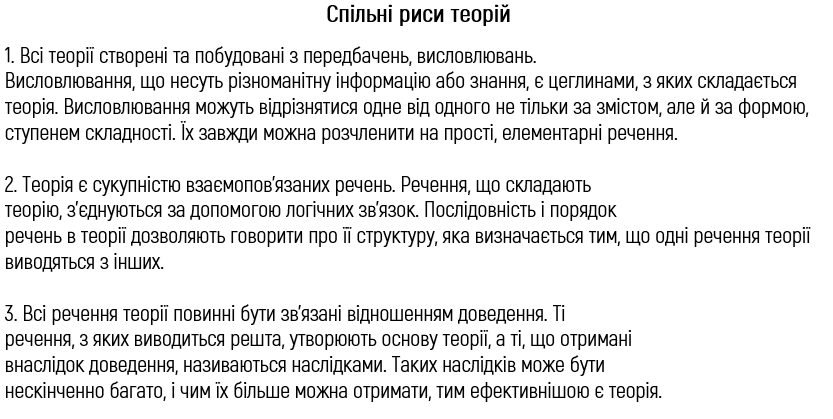 Спільні риси теорій
1. Всі теорії створені та побудовані з передбачень, висловлювань.
Висловлювання, що несуть різноманітну інформацію або знання, є цеглинами, з яких складається
теорія. Висловлювання можуть відрізнятися одне від одного не тільки за змістом, але й за формою,
ступенем складності. Їх завжди можна розчленити на прості, елементарні речення.
2. Теорія є сукупністю взаємопов'язаних речень. Речення, що складають
теорію, з'єднуються за допомогою логічних зв'язок. Послідовність і порядок
речень в теорії дозволяють говорити про її структуру, яка визначається тим, що одні речення теорії
виводяться з інших.
3. Всі речення теорії повинні бути зв'язані відношенням доведення. Ті
речення, з яких виводиться решта, утворюють основу теорії, а ті, що отримані
внаслідок доведення, називаються наслідками. Таких наслідків може бути
нескінченно багато, і чим їх більше можна отримати, тим ефективнішою є теорія.